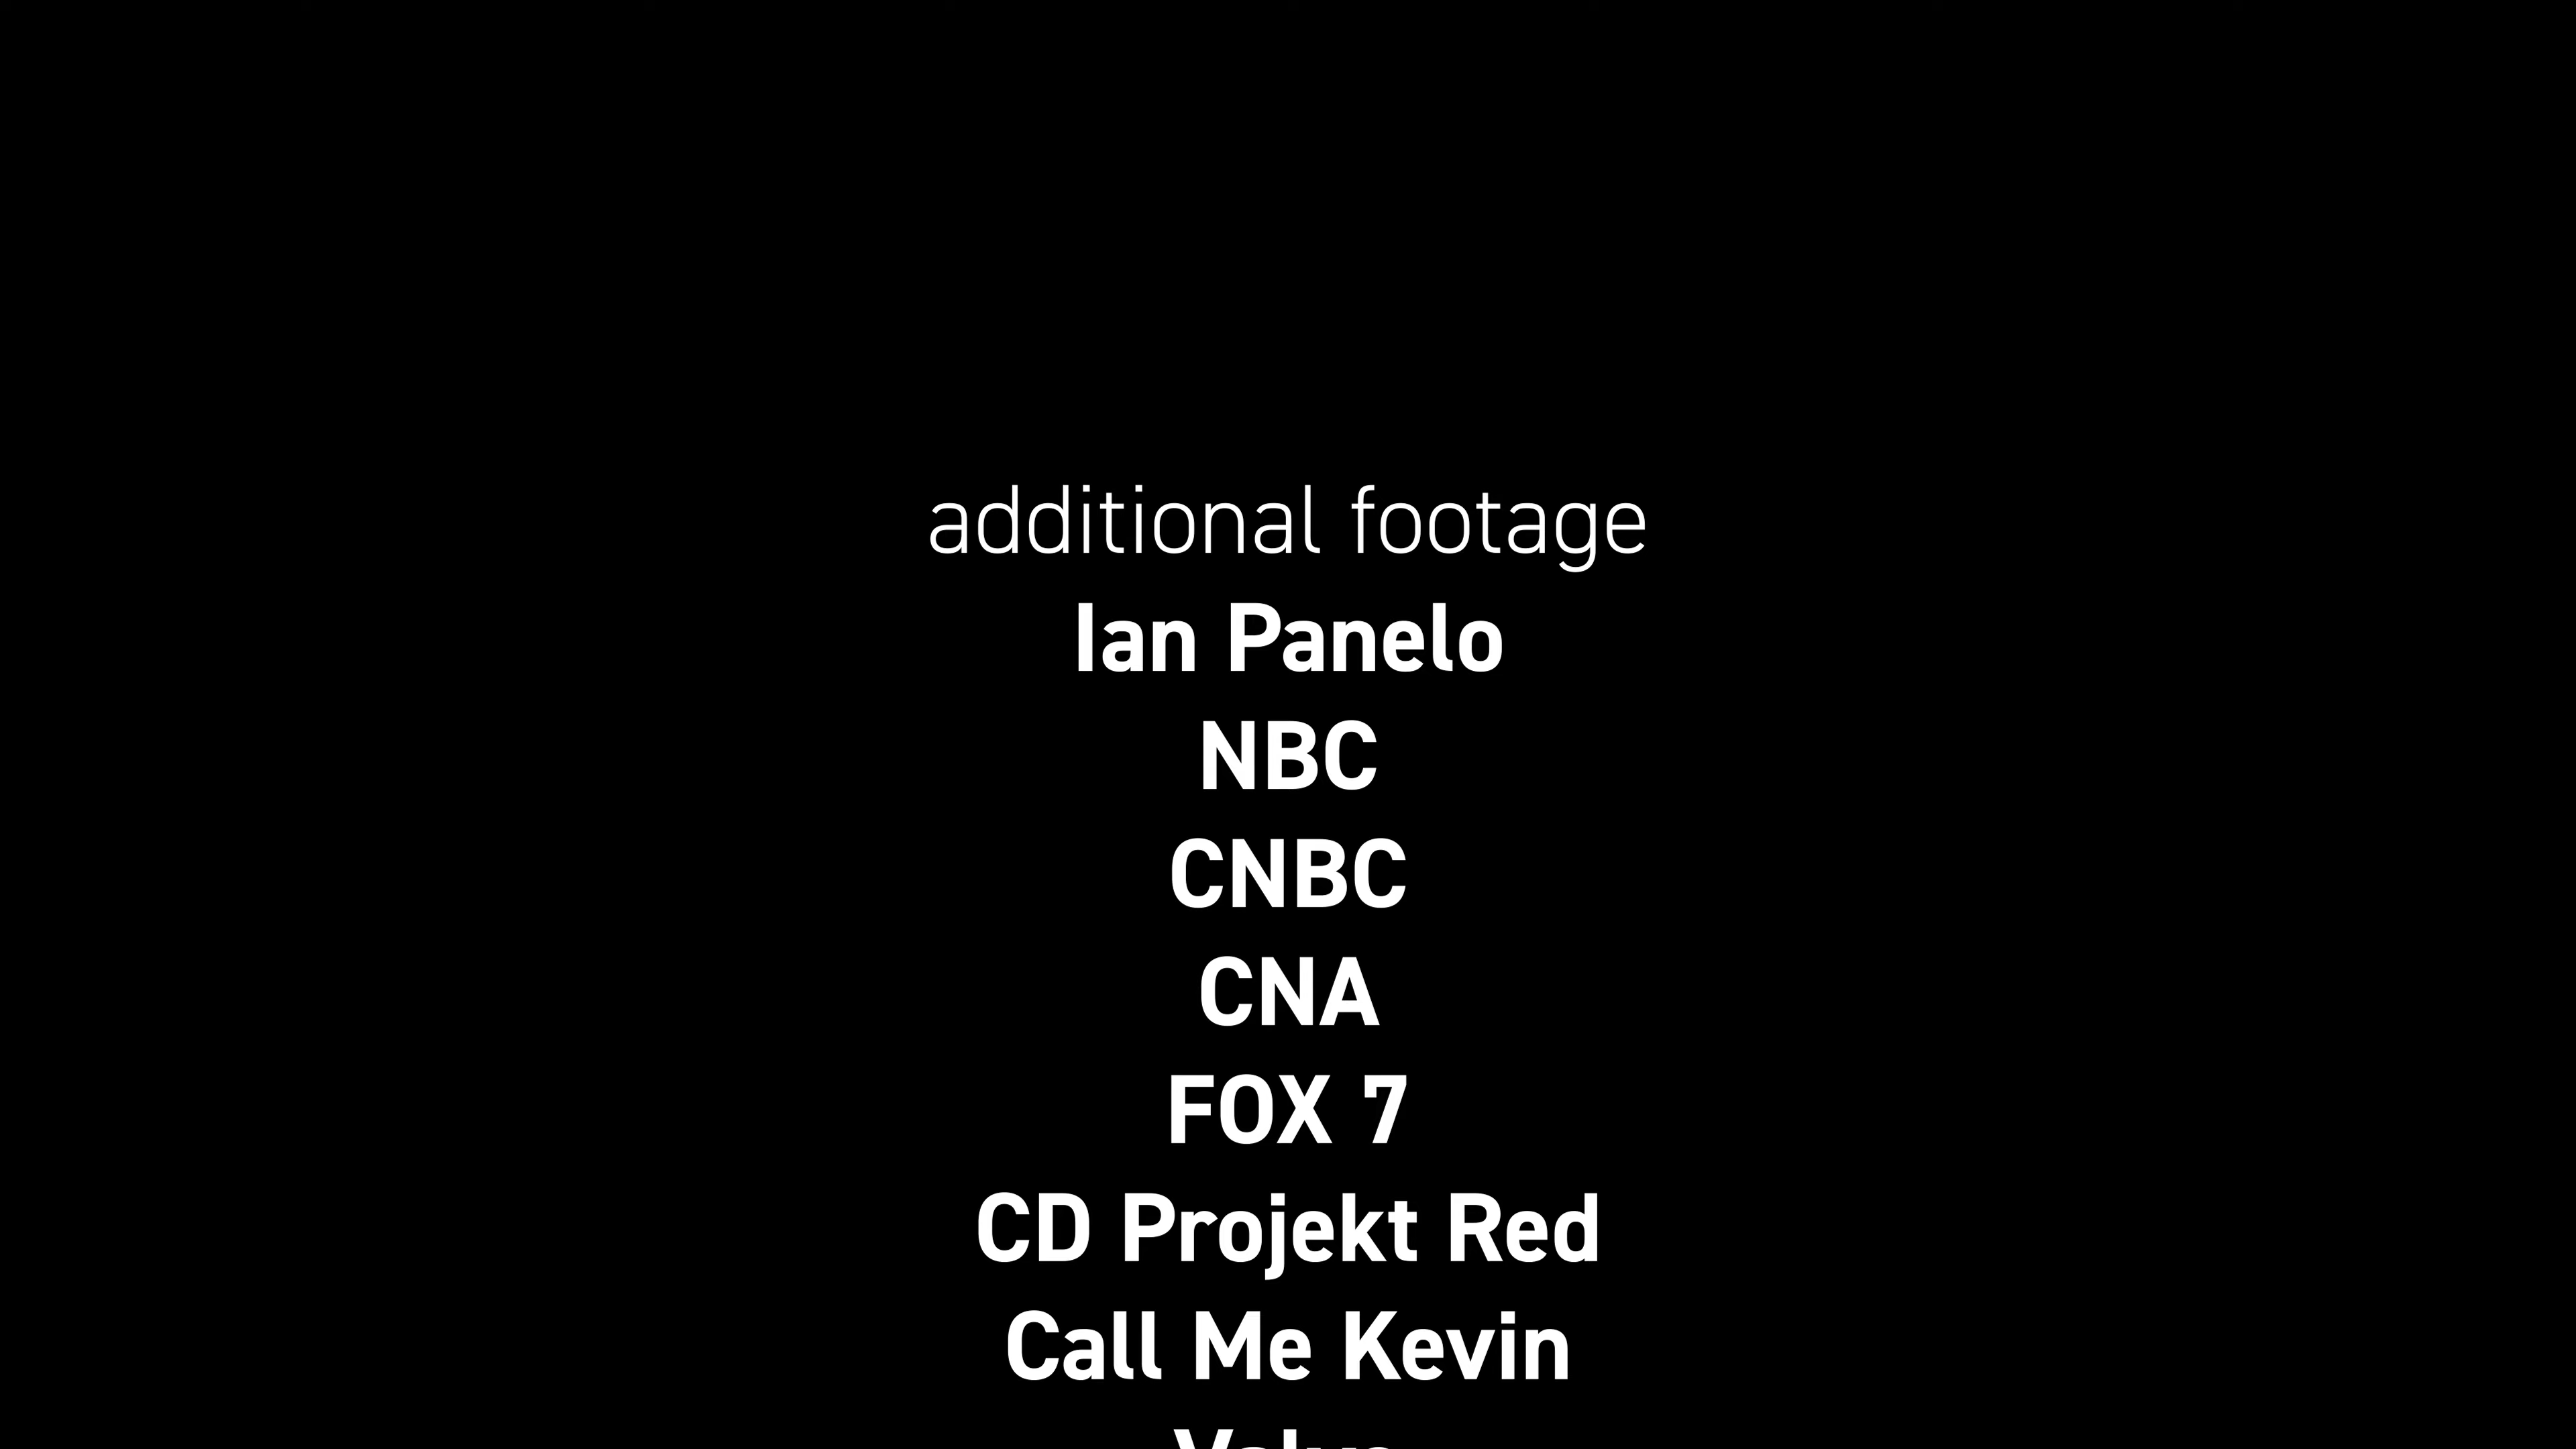 additional footage
Ian Panelo
NBC
CNBC
CNA
FOX 7
CD Projekt Red
Call Me Kevin